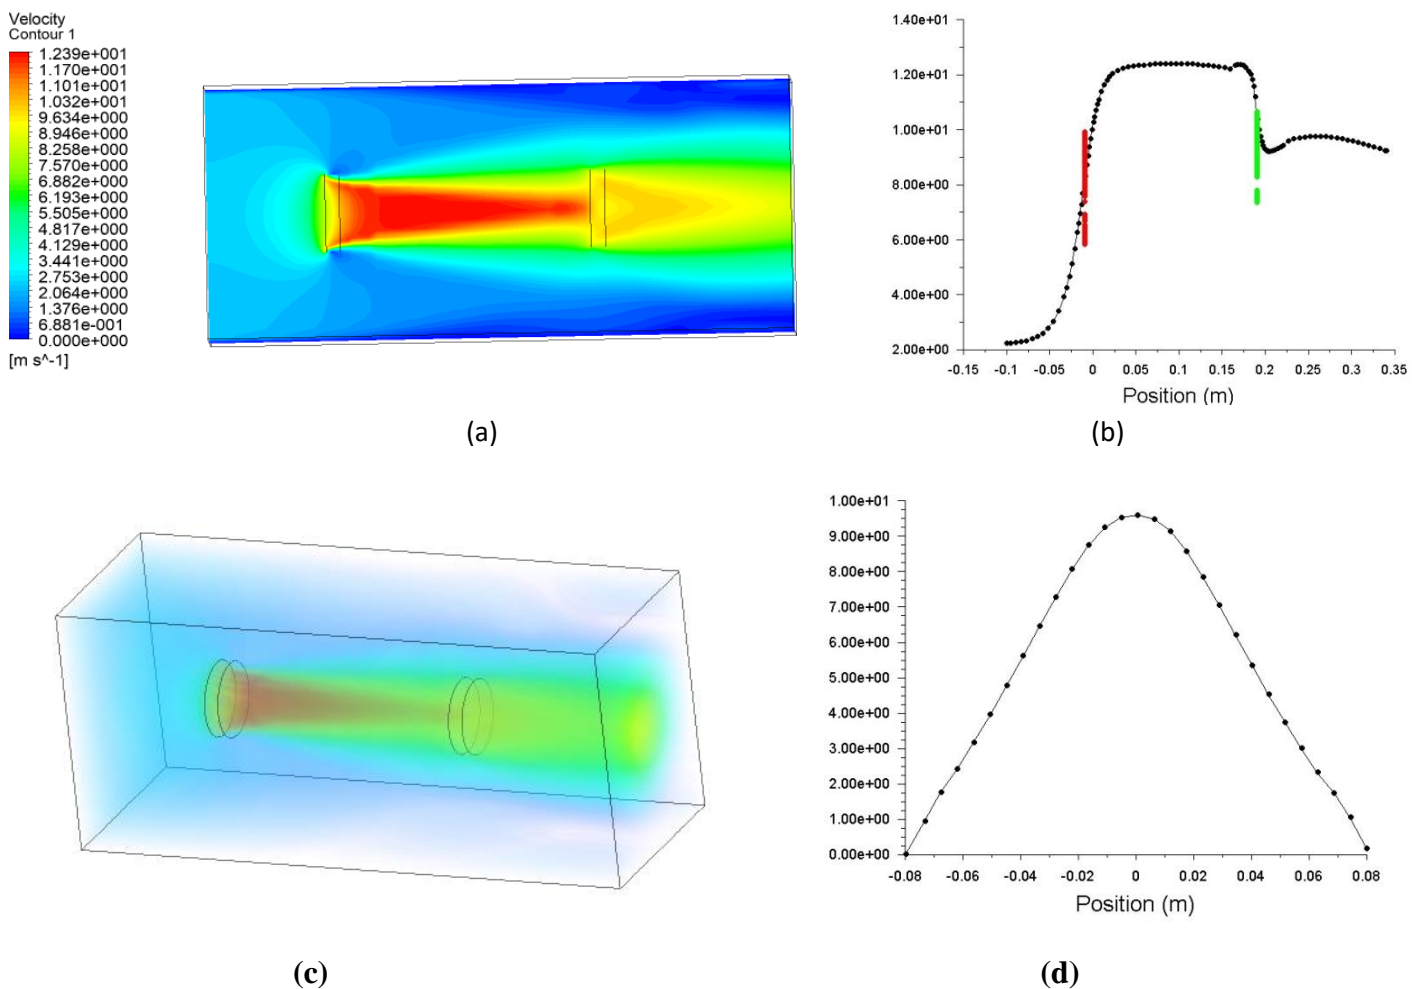 Velocity
Contour 1
1.239e+001
1.170e+001
1.101e+001
1.032e+001
9.634e+000
8.946e+000
8.258e+000
7.570e+000
6.882e+000
6.193e+000
5.505e+000
4.817e+000
4.129e+000
3.441e+000
2.753e+000
2.064e+000
1.376e+000
6.881e-001
0.000e+000
[m s^-1]
(a)
1.40e+01
1.20e+01
1.00e+01
8.00e+00
6.00e+00
4.00e+00
2.00e+00
-0.15 -0.1 -0.05 0 0.05 0.1 0.15 0.2 0.25 0.3 0.35
Position (m)
(b)
(c)
1.00e+01
9.00e+00
8.00e+00
7.00e+00
6.00e+00
5.00e+00
4.00e+00
3.00e+00
2.00e+00
1.00e+00
0.00e+00
-0.08 -0.06 -0.04 -0.02 0 0.02 0.04 0.06 0.08
Position (m)
(d)